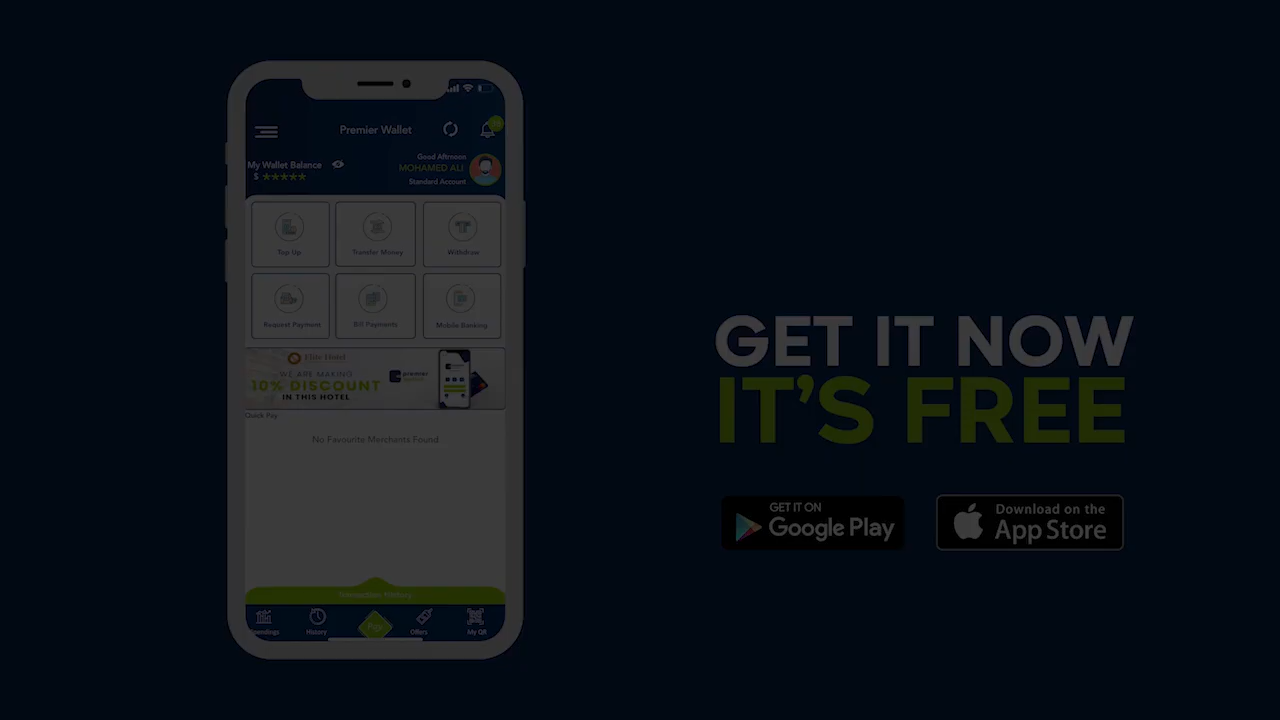 Premier Wallet
My Wallet Balance
$ ★★★★★
Good Aftrnoon
MOHAMED ALI
Standard Account
Top Up
Transfer Money
Withdraw
Request Payment
Bill Payments
Mobile Banking
Elite Hotel
WE ARE MAKING
10% DISCOUNT
IN THIS HOTEL
premier
Quick Pay
No Favourite Merchants Found
Transaction History
History
Pay
Offers
My QR
GET IT NOW
IT'S FREE
GET IT ON
Google Play
Download on the
App Store